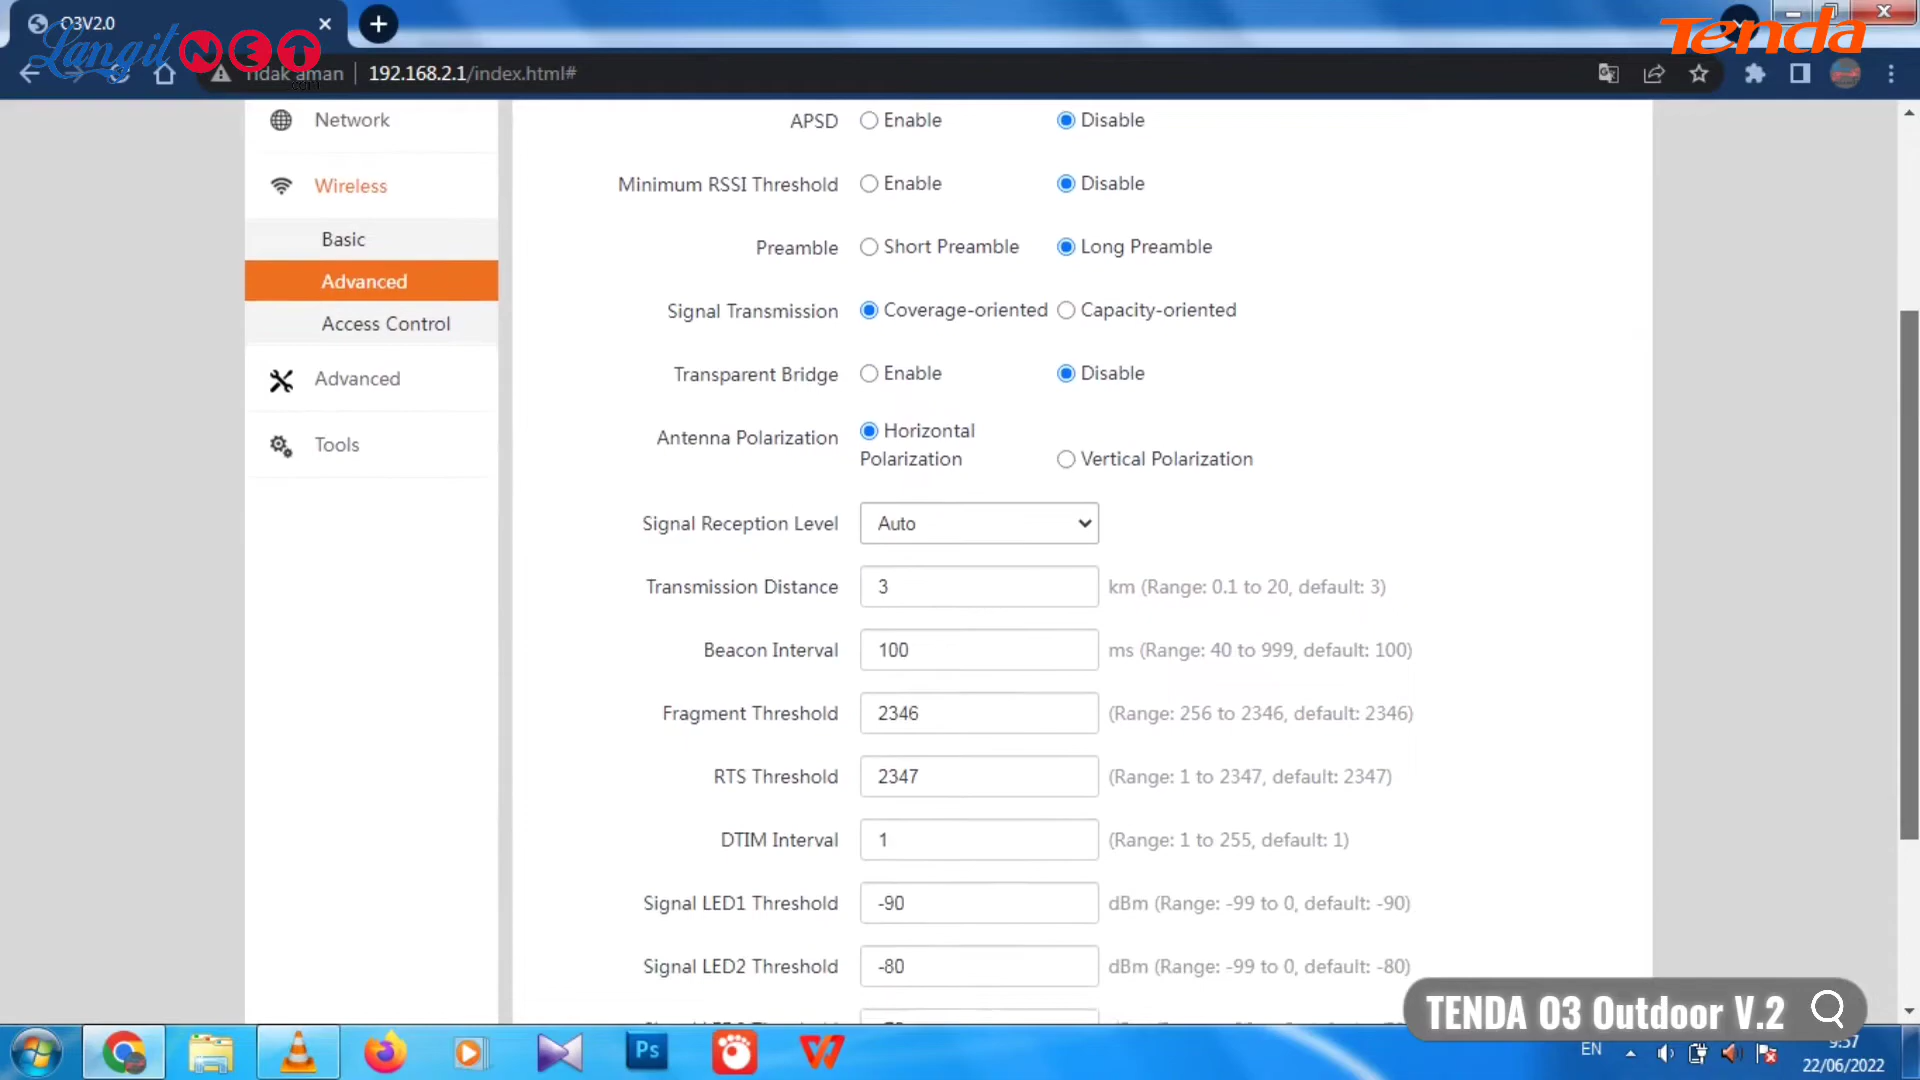 O3V2.0
LangitNET
.com
Tenda
Tidak aman
192.168.2.1/index.html#
Network
Wireless
Basic
Advanced
Access Control
Advanced
Tools
APSD Enable Disable
Minimum RSSI Threshold Enable Disable
Preamble Short Preamble Long Preamble
Signal Transmission Coverage-oriented Capacity-oriented
Transparent Bridge Enable Disable
Antenna Polarization Horizontal
Polarization Vertical Polarization
Signal Reception Level Auto
Transmission Distance 3 km (Range: 0.1 to 20, default: 3)
Beacon Interval 100 ms (Range: 40 to 999, default: 100)
Fragment Threshold 2346 (Range: 256 to 2346, default: 2346)
RTS Threshold 2347 (Range: 1 to 2347, default: 2347)
DTIM Interval 1 (Range: 1 to 255, default: 1)
Signal LED1 Threshold -90 dBm (Range: -99 to 0, default: -90)
Signal LED2 Threshold -80 dBm (Range: -99 to 0, default: -80)
TENDA O3 Outdoor V.2
Ps
EN
9:57
22/06/2022